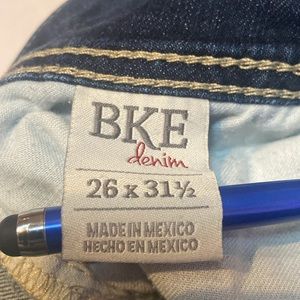 BKE
denim
26 x 31½
MADE IN MEXICO
HECHO EN MEXICO